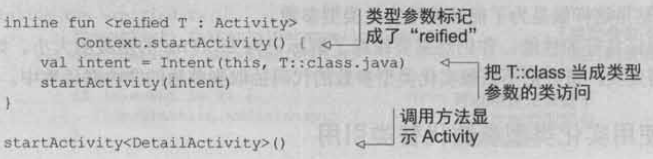 inline fun <reified T : Activity>
类型参数标记
成了“reified”
Context.startActivity() {
val intent = Intent(this, T::class.java)
把 T::class 当成类型
参数的类访问
startActivity(intent)
}
调用方法显
示 Activity
startActivity<DetailActivity>()